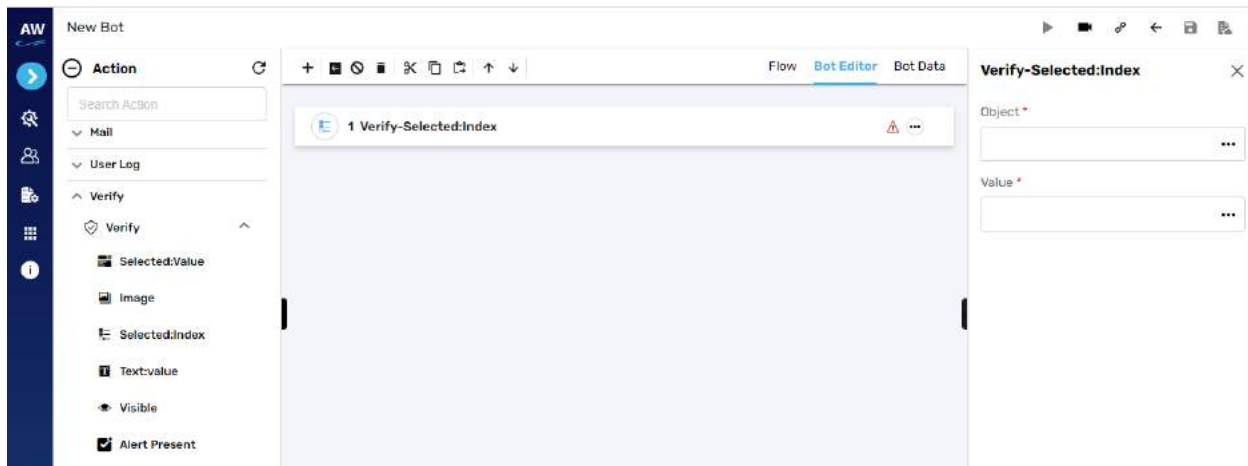 AW
New Bot
Action
Search Action
Mail
User Log
Verify
Verify
Selected:Value
Image
Selected:Index
Text:value
Visible
Alert Present
Flow
Bot Editor
Bot Data
1 Verify-Selected:Index
Verify-Selected:Index
Object *
Value *